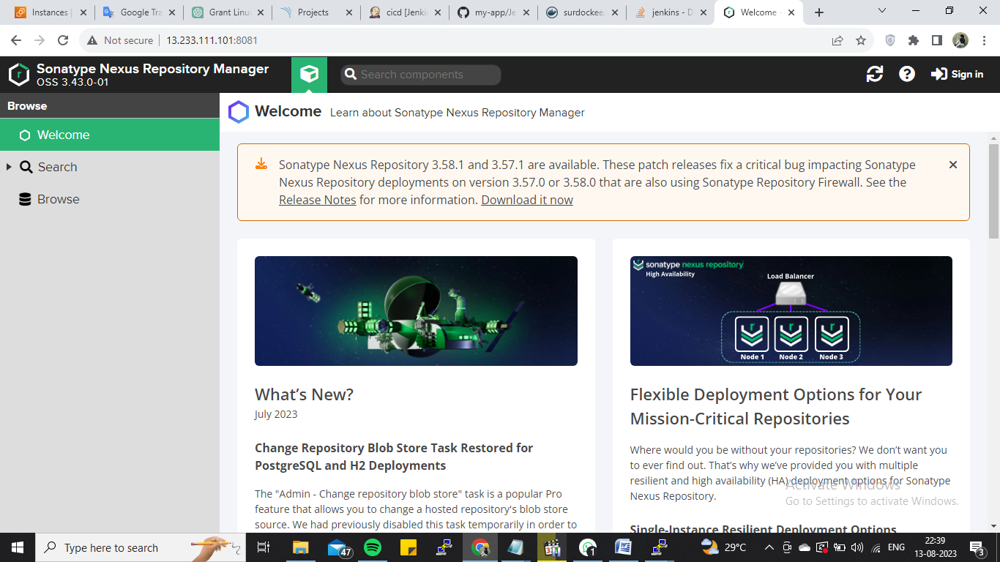 Instances |
Google Tra
Grant Linu
Projects
cicd [Jenki
my-app/Je
surdockee
jenkins - D
Welcome
Not secure
13.233.111.101:8081
Sonatype Nexus Repository Manager
OSS 3.43.0-01
Search components
Sign in
Browse
Welcome
Search
Browse
Welcome Learn about Sonatype Nexus Repository Manager
Sonatype Nexus Repository 3.58.1 and 3.57.1 are available. These patch releases fix a critical bug impacting Sonatype
Nexus Repository deployments on version 3.57.0 or 3.58.0 that are also using Sonatype Repository Firewall. See the
Release Notes for more information. Download it now
What's New?
July 2023
Change Repository Blob Store Task Restored for
PostgreSQL and H2 Deployments
The "Admin - Change repository blob store" task is a popular Pro
feature that allows you to change a hosted repository's blob store
source. We had previously disabled this task temporarily in order to
sonatype nexus repository
High Availability
Load Balancer
Node 1 Node 2 Node 3
Flexible Deployment Options for Your
Mission-Critical Repositories
Where would you be without your repositories? We don't want you
to ever find out. That's why we've provided you with multiple
resilient and high availability (HA) deployment options for Sonatype
Nexus Repository.
Single-Instance Resilient Deployment Options
Activate Windows
Go to Settings to activate Windows.
Type here to search
47
1
29°C
ENG
22:39
13-08-2023
3